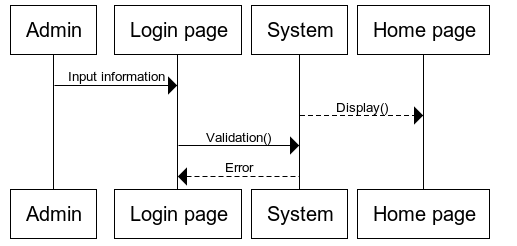 Admin
Login page
System
Home page
Input information
Display()
Validation()
Error
Admin
Login page
System
Home page